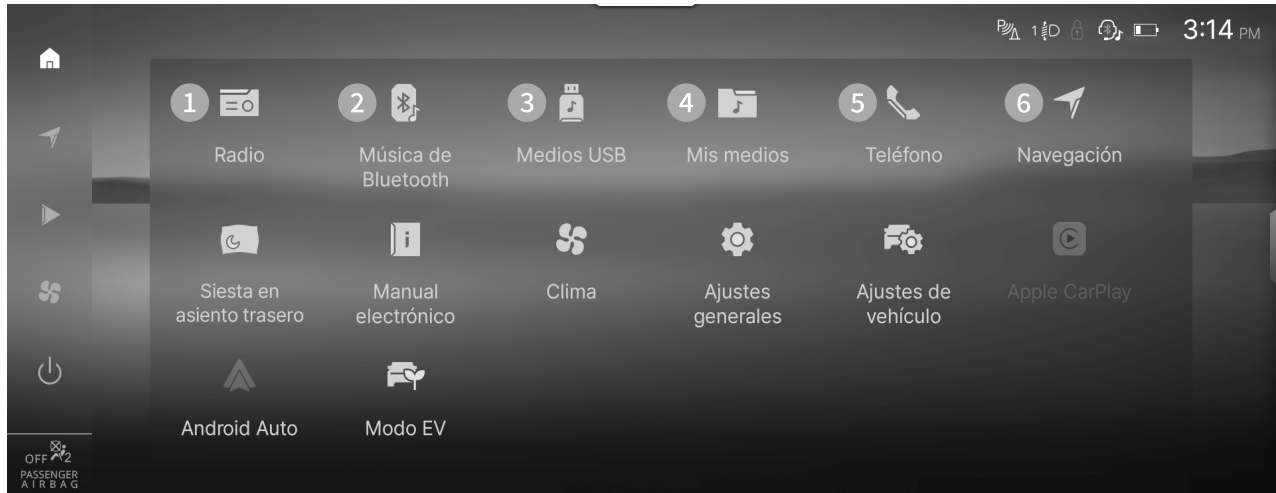 1 D 3:14 PM
1 2 3 4 5 6
Radio Música de Medios USB Mis medios Teléfono Navegación
Bluetooth
Siesta en Manual Clima Ajustes Ajustes de Apple CarPlay
asiento trasero electrónico generales vehículo
Android Auto Modo EV
OFF 2
PASSENGER
AIRBAG